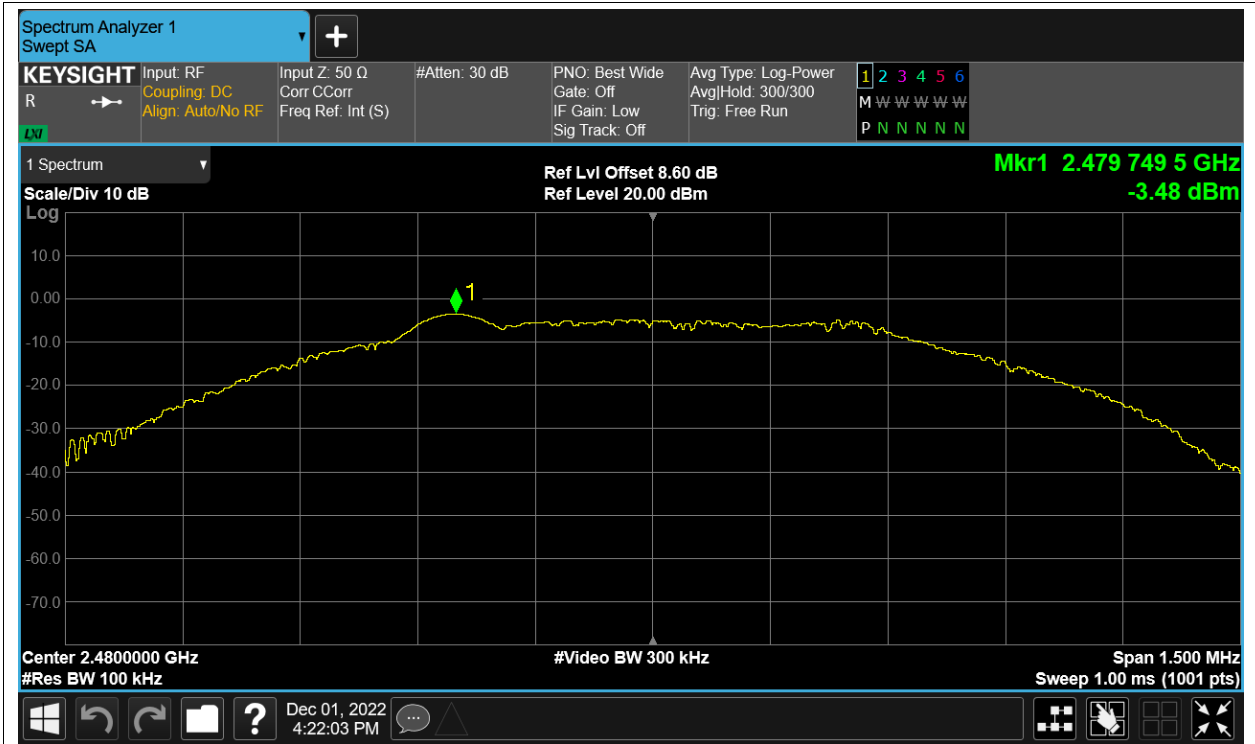 Spectrum Analyzer 1
Swept SA
KEYSIGHT
R
LXI
Input: RF
Coupling: DC
Align: Auto/No RF
Input Z: 50 Ω
Corr CCorr
Freq Ref: Int (S)
#Atten: 30 dB
PNO: Best Wide
Gate: Off
IF Gain: Low
Sig Track: Off
Avg Type: Log-Power
Avg|Hold: 300/300
Trig: Free Run
1 2 3 4 5 6
M W W W W W
P N N N N N
1 Spectrum
Scale/Div 10 dB
Log
Ref Lvl Offset 8.60 dB
Ref Level 20.00 dBm
Mkr1 2.479 749 5 GHz
-3.48 dBm
1
10.0
0.00
-10.0
-20.0
-30.0
-40.0
-50.0
-60.0
-70.0
Center 2.4800000 GHz
#Res BW 100 kHz
#Video BW 300 kHz
Span 1.500 MHz
Sweep 1.00 ms (1001 pts)
?
Dec 01, 2022
4:22:03 PM